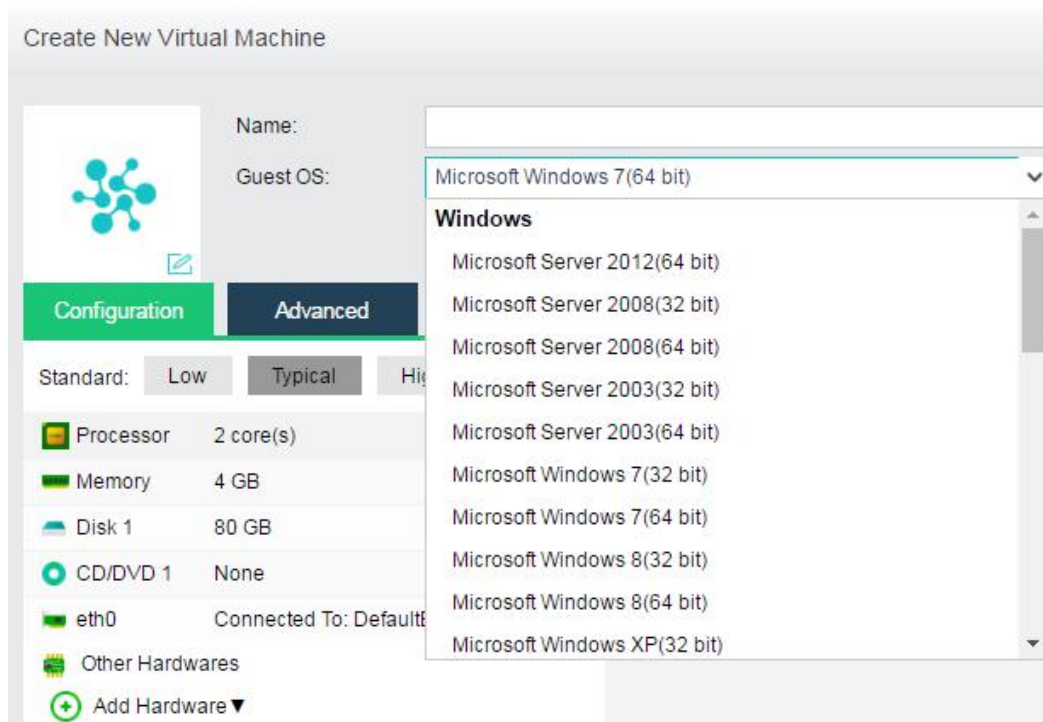 Create New Virtual Machine
Name:
Guest OS: Microsoft Windows 7(64 bit)
Windows
Microsoft Server 2012(64 bit)
Microsoft Server 2008(32 bit)
Microsoft Server 2008(64 bit)
Microsoft Server 2003(32 bit)
Microsoft Server 2003(64 bit)
Microsoft Windows 7(32 bit)
Microsoft Windows 7(64 bit)
Microsoft Windows 8(32 bit)
Microsoft Windows 8(64 bit)
Microsoft Windows XP(32 bit)
Configuration Advanced
Standard: Low Typical
Processor 2 core(s)
Memory 4 GB
Disk 1 80 GB
CD/DVD 1 None
eth0 Connected To:
Other Hardwares
Add Hardware▼